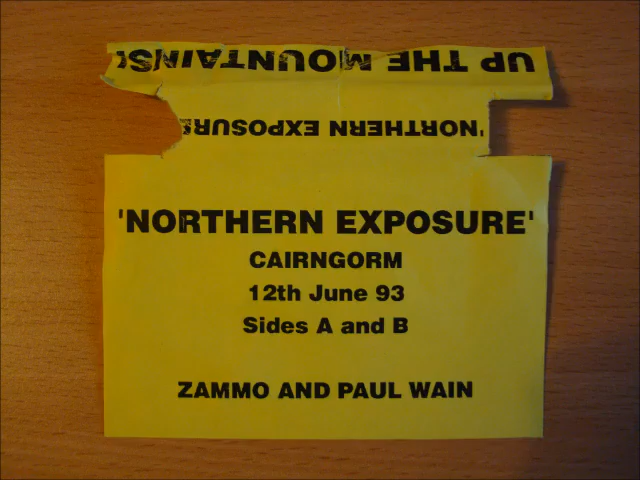 UP THE MOUNTAINS!
'NORTHERN EXPOSURE
'NORTHERN EXPOSURE'
CAIRNGORM
12th June 93
Sides A and B
ZAMMO AND PAUL WAIN